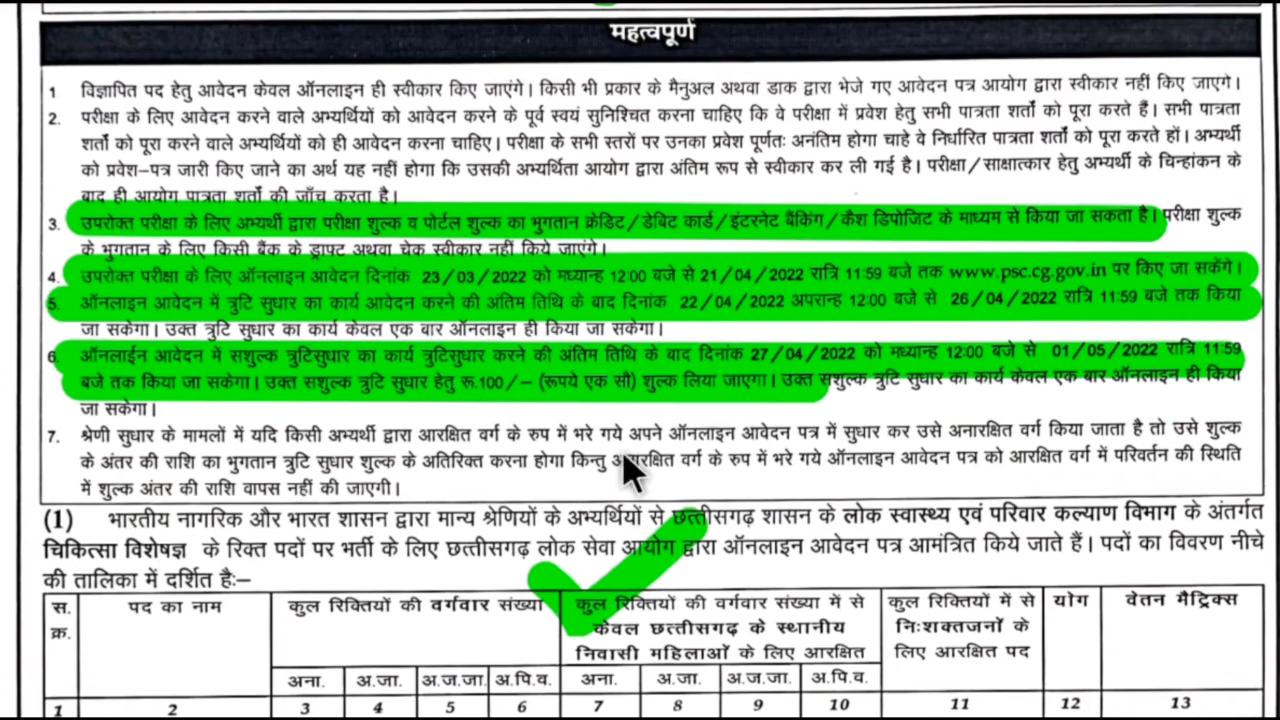 महत्वपूर्ण
1 विज्ञापित पद हेतु आवेदन केवल ऑनलाइन ही स्वीकार किए जाएंगे। किसी भी प्रकार के मैनुअल अथवा डाक द्वारा भेजे गए आवेदन पत्र आयोग द्वारा स्वीकार नहीं किए जाएगे।
2. परीक्षा के लिए आवेदन करने वाले अभ्यर्थियों को आवेदन करने के पूर्व स्वयं सुनिश्चित करना चाहिए कि वे परीक्षा में प्रवेश हेतु सभी पात्रता शर्तो को पूरा करते हैं। सभी पात्रता
शर्तों को पूरा करने वाले अभ्यर्थियों को ही आवेदन करना चाहिए। परीक्षा के सभी स्तरों पर उनका प्रवेश पूर्णतः अनंतिम होगा चाहे वे निर्धारित पात्रता शर्तो को पूरा करते हों। अभ्यर्थी
को प्रवेश–पत्र जारी किए जाने का अर्थ यह नहीं होगा कि उसकी अभ्यर्थिता आयोग द्वारा अंतिम रूप से स्वीकार कर ली गई है। परीक्षा/साक्षात्कार हेतु अभ्यर्थी के चिन्हांकन के
बाद ही आयोग पात्रता शर्तों की जाँच करता है।
3. उपरोक्त परीक्षा के लिए अभ्यर्थी द्वारा परीक्षा शुल्क व पोर्टल शुल्क का भुगतान क्रेडिट/डेबिट कार्ड/इंटरनेट बैंकिंग/कैश डिपोजिट के माध्यम से किया जा सकता है। परीक्षा शुल्क
के भुगतान के लिए किसी बैंक के ड्राफ्ट अथवा चेक स्वीकार नहीं किये जाएंगे।
4. उपरोक्त परीक्षा के लिए ऑनलाइन आवेदन दिनांक 23/03/2022 को मध्यान्ह 12:00 बजे से 21/04/2022 रात्रि 11:59 बजे तक www.psc.cg.gov.in पर किए जा सकेंगे।
5. ऑनलाइन आवेदन में त्रुटि सुधार का कार्य आवेदन करने की अंतिम तिथि के बाद दिनांक 22/04/2022 अपरान्ह 12:00 बजे से 26/04/2022 रात्रि 11:59 बजे तक किया
जा सकेगा। उक्त त्रुटि सुधार का कार्य केवल एक बार ऑनलाइन ही किया जा सकेगा।
6. ऑनलाईन आवेदन में सशुल्क त्रुटिसुधार का कार्य त्रुटिसुधार करने की अंतिम तिथि के बाद दिनांक 27/04/2022 को मध्यान्ह 12:00 बजे से 01/05/2022 रात्रि 11:59
बजे तक किया जा सकेगा। उक्त सशुल्क त्रुटि सुधार हेतु रू.100/– (रूपये एक सौ) शुल्क लिया जाएगा। उक्त सशुल्क त्रुटि सुधार का कार्य केवल एक बार ऑनलाइन ही किया
जा सकेगा।
7. श्रेणी सुधार के मामलों में यदि किसी अभ्यर्थी द्वारा आरक्षित वर्ग के रुप में भरे गये अपने ऑनलाइन आवेदन पत्र में सुधार कर उसे अनारक्षित वर्ग किया जाता है तो उसे शुल्क
के अंतर की राशि का भुगतान त्रुटि सुधार शुल्क के अतिरिक्त करना होगा किन्तु वर्ग के रुप में भरे गये ऑनलाइन आवेदन पत्र को आरक्षित वर्ग में परिवर्तन की स्थिति
में शुल्क अंतर की राशि वापस नहीं की जाएगी।
(1) भारतीय नागरिक और भारत शासन द्वारा मान्य श्रेणियों के अभ्यर्थियों से छत्तीसगढ़ शासन के लोक स्वास्थ्य एवं परिवार कल्याण विभाग के अंतर्गत
चिकित्सा विशेषज्ञ के रिक्त पदों पर भर्ती के लिए छत्तीसगढ़ लोक सेवा आयोग द्वारा ऑनलाइन आवेदन पत्र आमंत्रित किये जाते हैं। पदों का विवरण नीचे
की तालिका में दर्शित है:–
स. क्र. पद का नाम कुल रिक्तियों की वर्गवार संख्या कुल रिक्तियों की वर्गवार संख्या में से कुल रिक्तियों में से योग वेतन मैट्रिक्स
केवल छत्तीसगढ़ के स्थानीय निःशक्तजनों के
निवासी महिलाओं के लिए आरक्षित लिए आरक्षित पद
अना. अ.जा. अ.ज.जा. अ.पि.व. अना. अ.जा. अ.ज.जा. अ.पि.व.
1 2 3 4 5 6 7 8 9 10 11 12 13